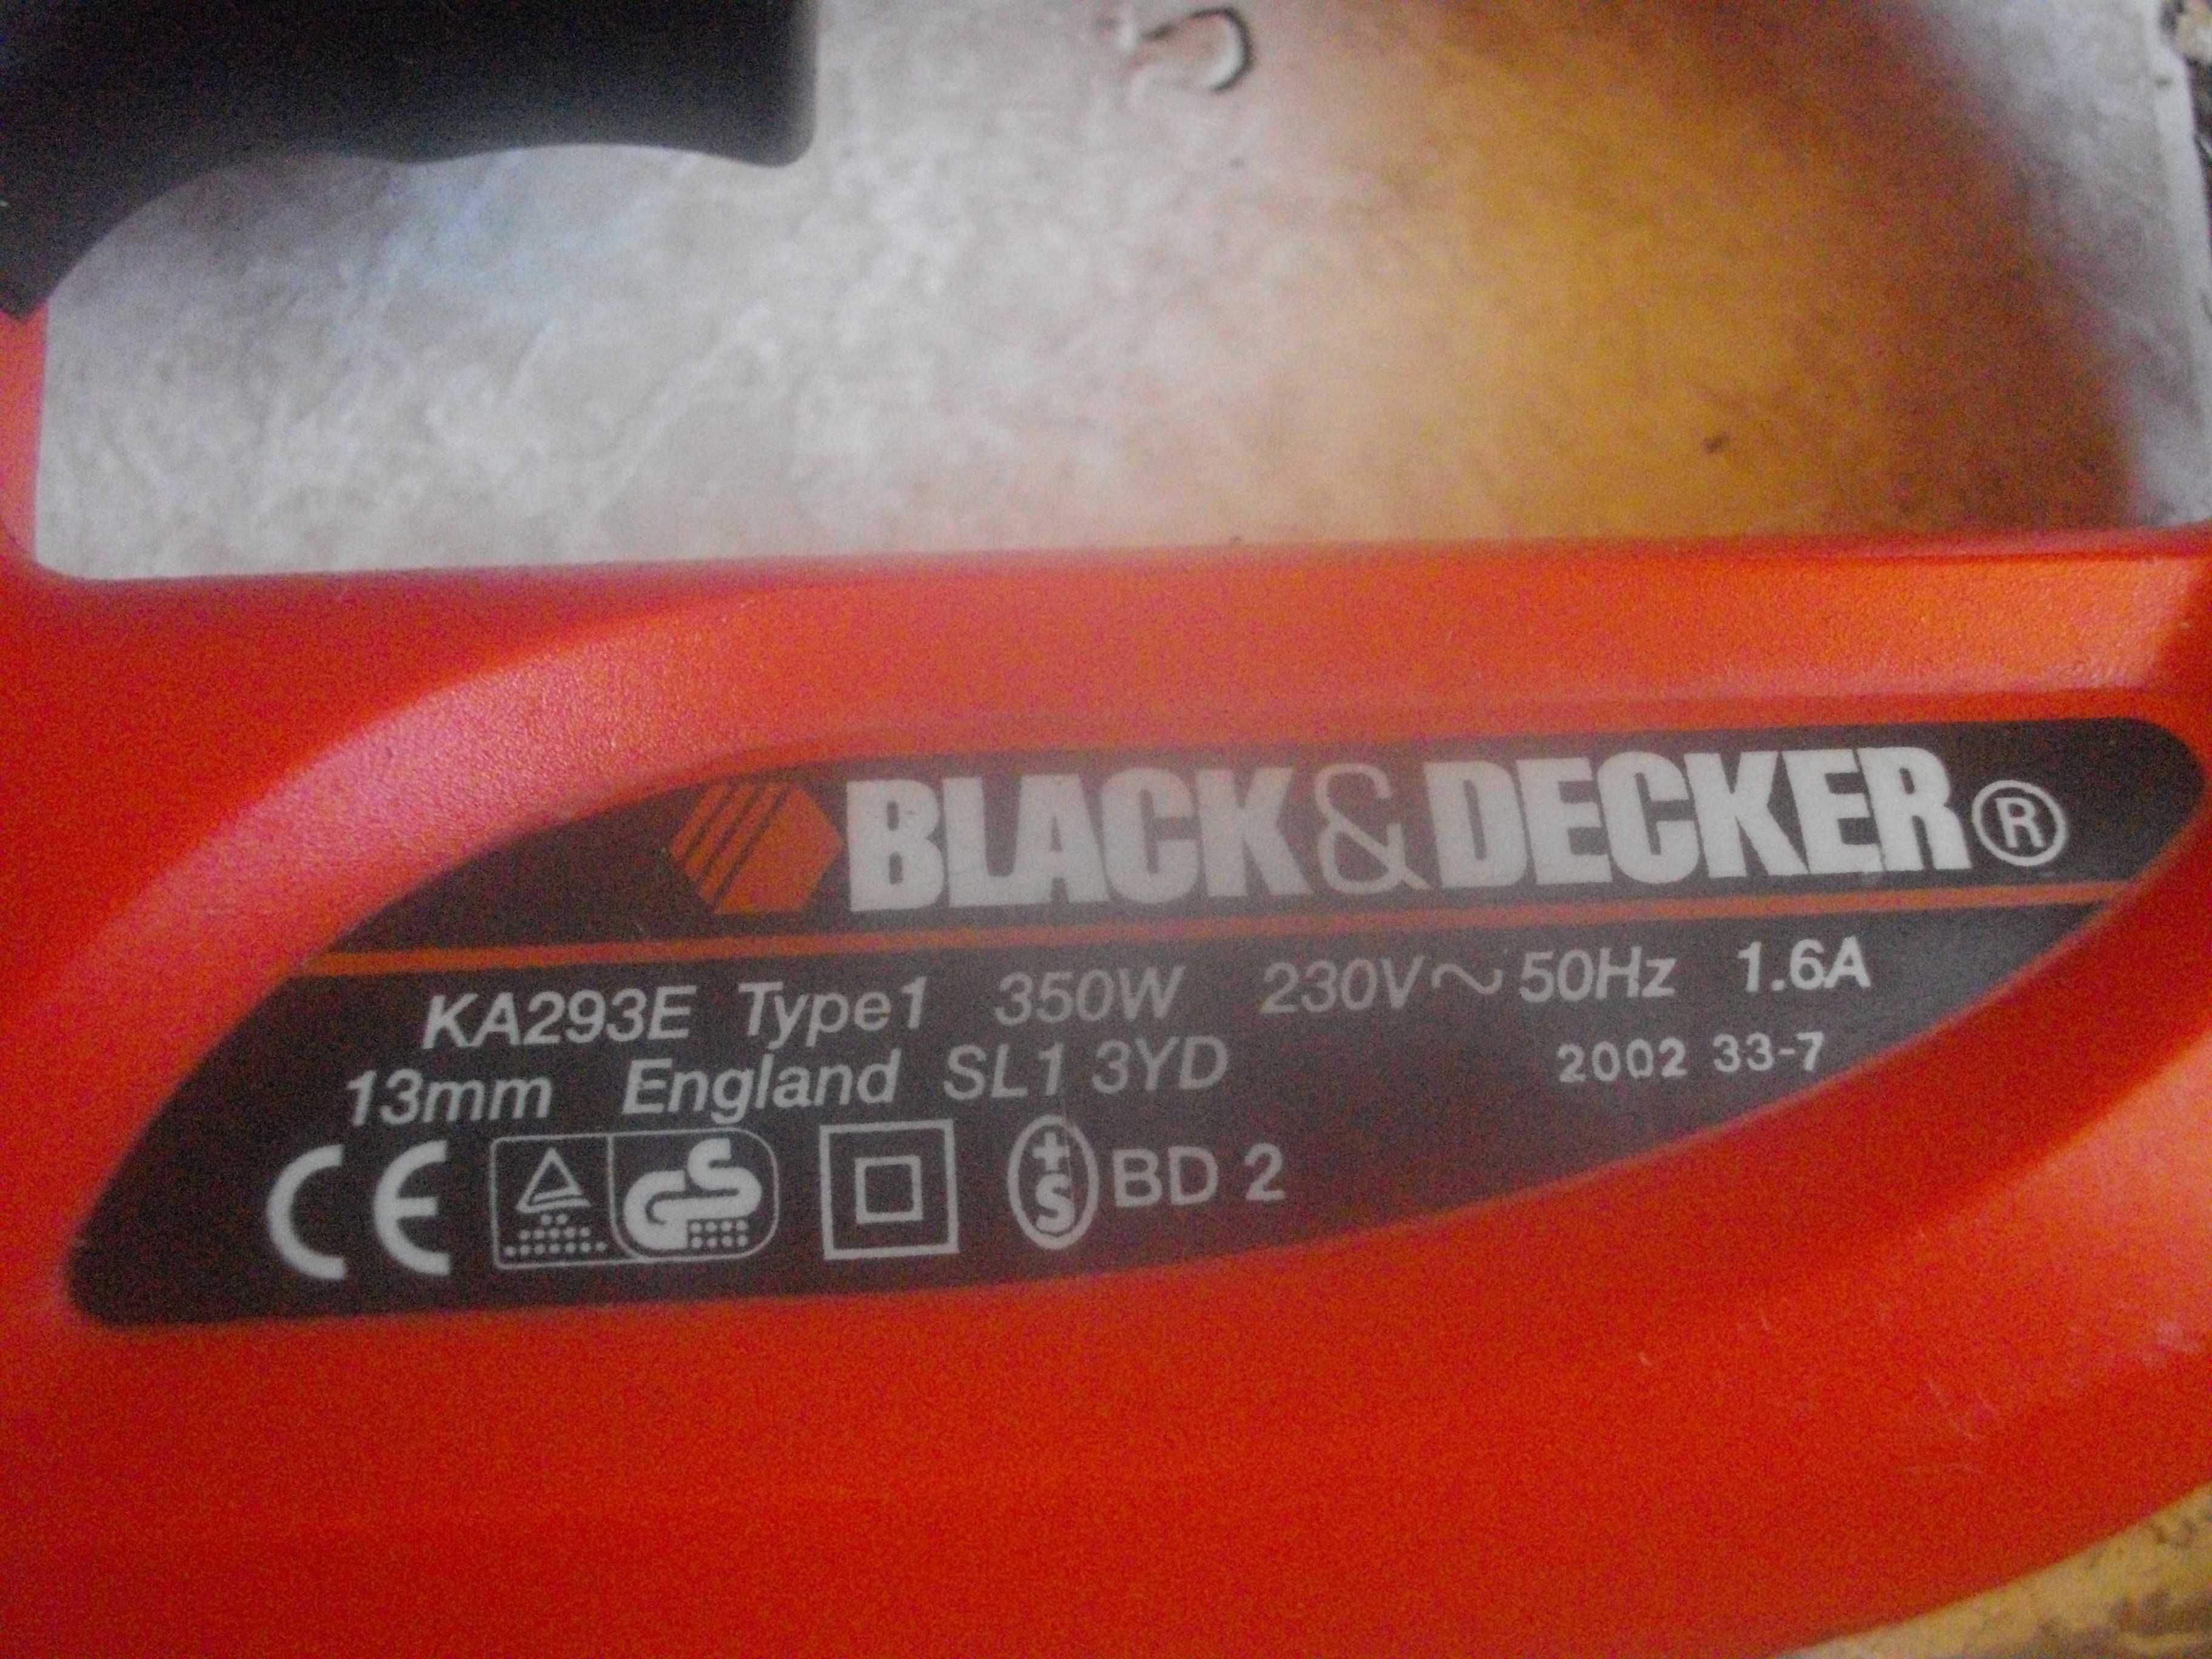 BLACK&DECKER®
KA293E Type1 350W 230V~50Hz 1.6A
13mm England SL1 3YD 2002 33-7
CE GS +S BD 2